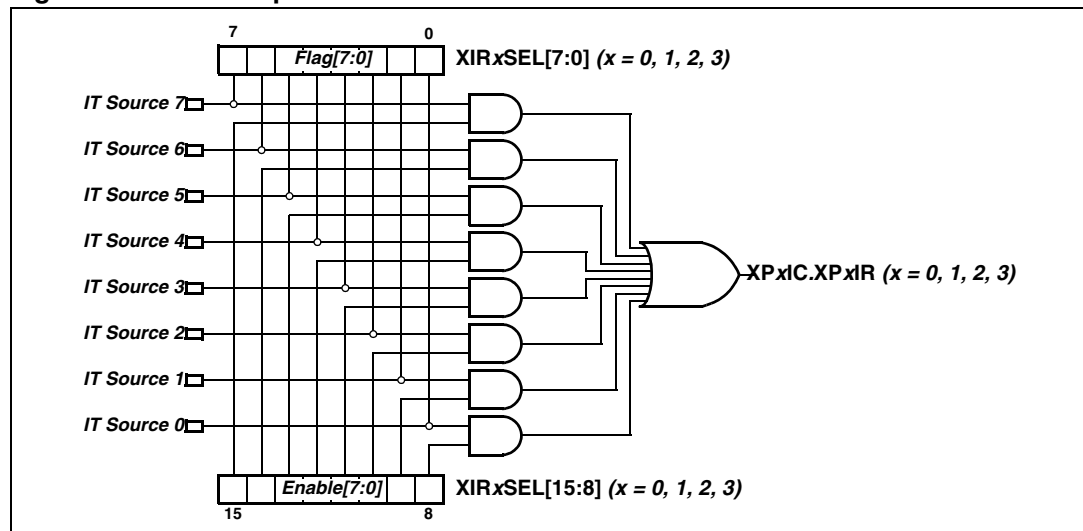 7 0
Flag[7:0] XIRxSEL[7:0] (x = 0, 1, 2, 3)
IT Source 7
IT Source 6
IT Source 5
IT Source 4
IT Source 3
XPxIC.XPxIR (x = 0, 1, 2, 3)
IT Source 2
IT Source 1
IT Source 0
Enable[7:0] XIRxSEL[15:8] (x = 0, 1, 2, 3)
15 8